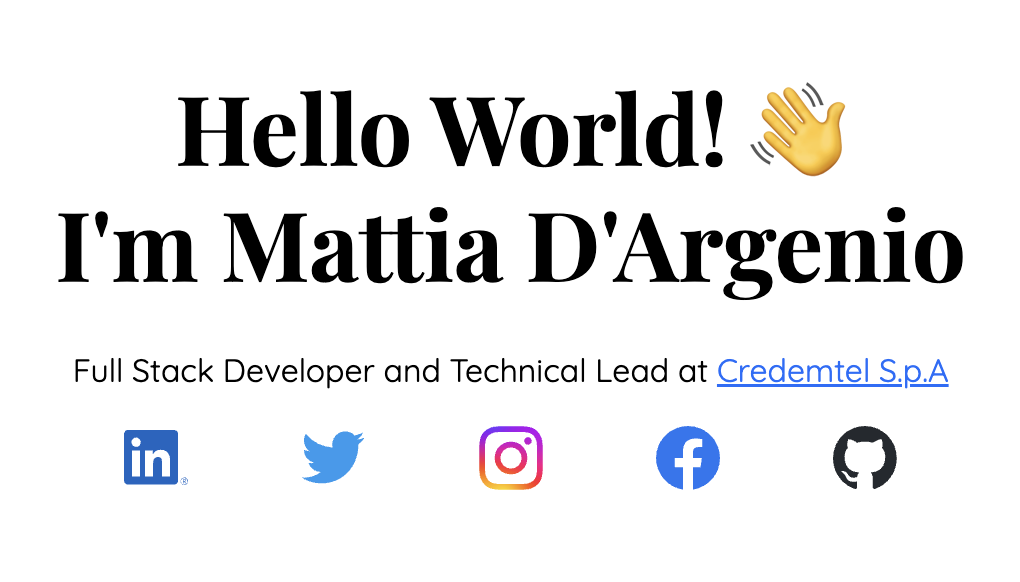 Hello World! 👋
I'm Mattia D'Argenio
Full Stack Developer and Technical Lead at Credemtel S.p.A
in ®